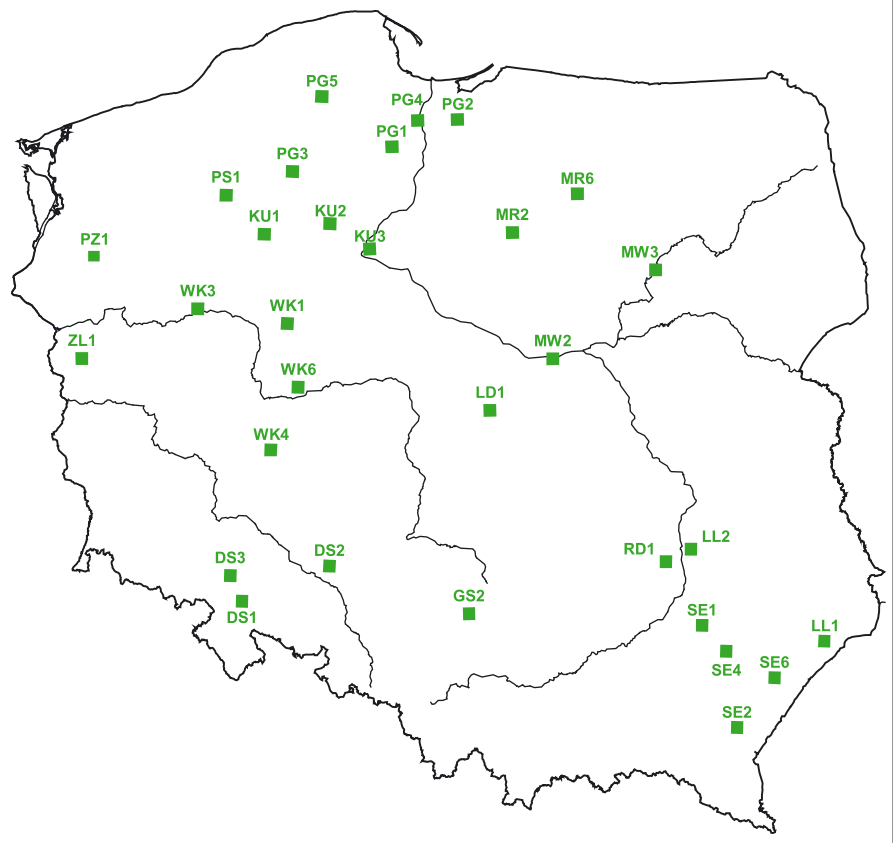 PG5
PG4
PG2
PG1
PG3
PS1
MR6
KU1
KU2
MR2
KU3
PZ1
MW3
WK3
WK1
ZL1
MW2
WK6
LD1
WK4
DS3
DS2
RD1
LL2
GS2
DS1
SE1
LL1
SE4
SE6
SE2